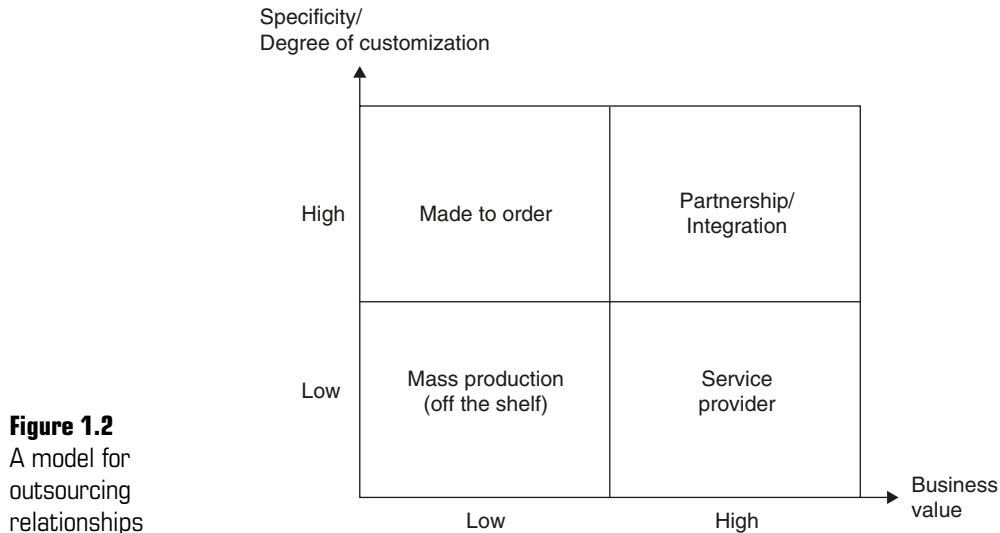 Specificity/
Degree of customization
High
Made to order
Partnership/
Integration
Low
Mass production
(off the shelf)
Service
provider
Low
High
Business
value
Figure 1.2
A model for
outsourcing
relationships